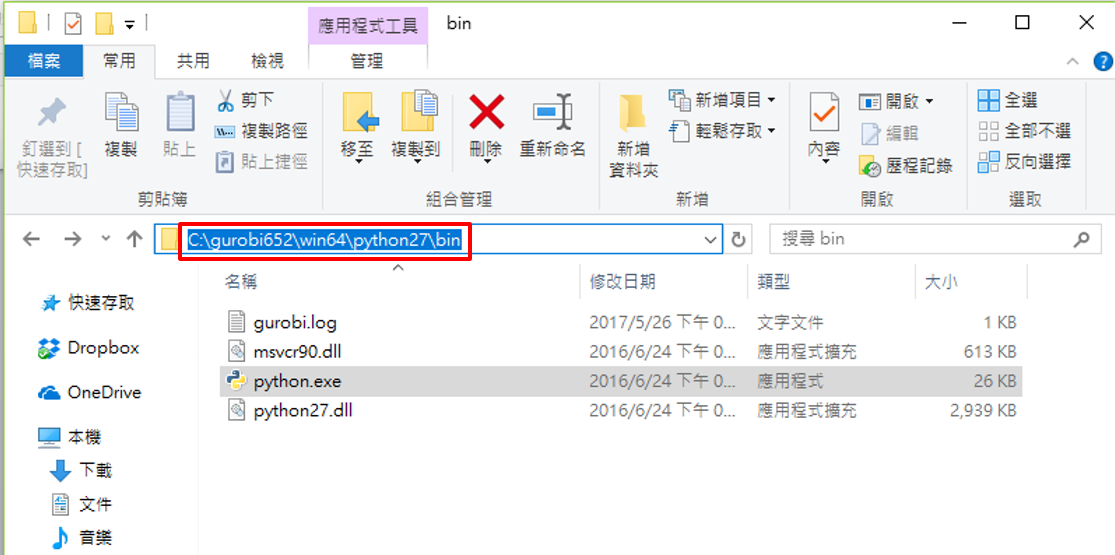 應用程式工具 bin
檔案 常用 共用 檢視 管理
釘選到 [快速存取]
複製
貼上
剪下
複製路徑
貼上捷徑
剪貼簿
移至
複製到
刪除
重新命名
組合管理
新增資料夾
新增項目
輕鬆存取
新增
內容
開啟
編輯
歷程記錄
開啟
全選
全部不選
反向選擇
選取
C:\gurobi652\win64\python27\bin
搜尋 bin
名稱 修改日期 類型 大小
gurobi.log 2017/5/26 下午 0... 文字文件 1 KB
msvcr90.dll 2016/6/24 下午 0... 應用程式擴充 613 KB
python.exe 2016/6/24 下午 0... 應用程式 26 KB
python27.dll 2016/6/24 下午 0... 應用程式擴充 2,939 KB
快速存取
Dropbox
OneDrive
本機
下載
文件
音樂